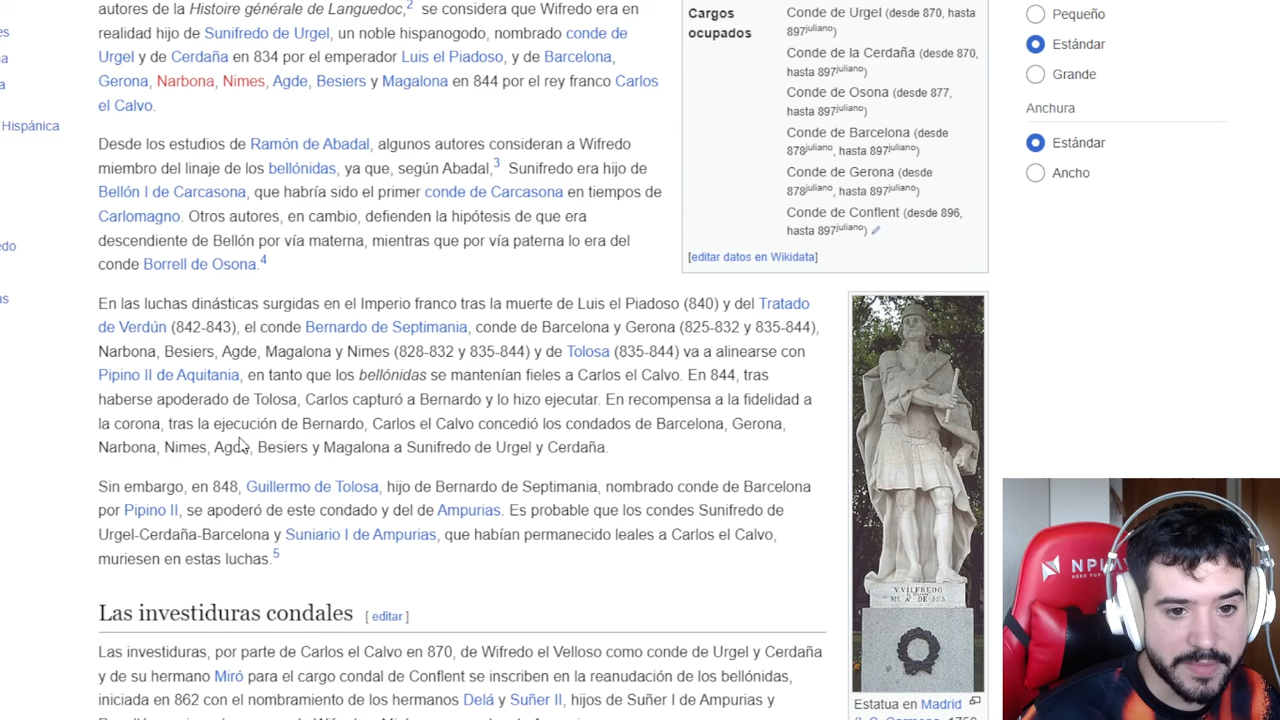 autores de la Histoire générale de Languedoc,2 se considera que Wifredo era en
realidad hijo de Sunifredo de Urgel, un noble hispanogodo, nombrado conde de
Urgel y de Cerdaña en 834 por el emperador Luis el Piadoso, y de Barcelona,
Gerona, Narbona, Nimes, Agde, Besiers y Magalona en 844 por el rey franco Carlos
el Calvo.
Desde los estudios de Ramón de Abadal, algunos autores consideran a Wifredo
miembro del linaje de los bellónidas, ya que, según Abadal,3 Sunifredo era hijo de
Bellón I de Carcasona, que habría sido el primer conde de Carcasona en tiempos de
Carlomagno. Otros autores, en cambio, defienden la hipótesis de que era
descendiente de Bellón por vía materna, mientras que por vía paterna lo era del
conde Borrell de Osona.4
En las luchas dinásticas surgidas en el Imperio franco tras la muerte de Luis el Piadoso (840) y del Tratado
de Verdún (842-843), el conde Bernardo de Septimania, conde de Barcelona y Gerona (825-832 y 835-844),
Narbona, Besiers, Agde, Magalona y Nimes (828-832 y 835-844) y de Tolosa (835-844) va a alinearse con
Pipino II de Aquitania, en tanto que los bellónidas se mantenían fieles a Carlos el Calvo. En 844, tras
haberse apoderado de Tolosa, Carlos capturó a Bernardo y lo hizo ejecutar. En recompensa a la fidelidad a
la corona, tras la ejecución de Bernardo, Carlos el Calvo concedió los condados de Barcelona, Gerona,
Narbona, Nimes, Agde, Besiers y Magalona a Sunifredo de Urgel y Cerdaña.
Sin embargo, en 848, Guillermo de Tolosa, hijo de Bernardo de Septimania, nombrado conde de Barcelona
por Pipino II, se apoderó de este condado y del de Ampurias. Es probable que los condes Sunifredo de
Urgel-Cerdaña-Barcelona y Suniario I de Ampurias, que habían permanecido leales a Carlos el Calvo,
muriesen en estas luchas.5
Las investiduras condales [ editar ]
Las investiduras, por parte de Carlos el Calvo en 870, de Wifredo el Velloso como conde de Urgel y Cerdaña
y de su hermano Miró para el cargo condal de Conflent se inscriben en la reanudación de los bellónidas,
iniciada en 862 con el nombramiento de los hermanos Delá y Suñer II, hijos de Suñer I de Ampurias y
Cargos
ocupados
Conde de Urgel (desde 870, hasta
897juliano)
Conde de la Cerdaña (desde 870,
hasta 897juliano)
Conde de Osona (desde 877,
hasta 897juliano)
Conde de Barcelona (desde
878juliano, hasta 897juliano)
Conde de Gerona (desde
878juliano, hasta 897juliano)
Conde de Conflent (desde 896,
hasta 897juliano)
[editar datos en Wikidata]
Estatua en Madrid
Pequeño
Estándar
Grande
Anchura
Estándar
Ancho
Hispánica
VVILFREDO